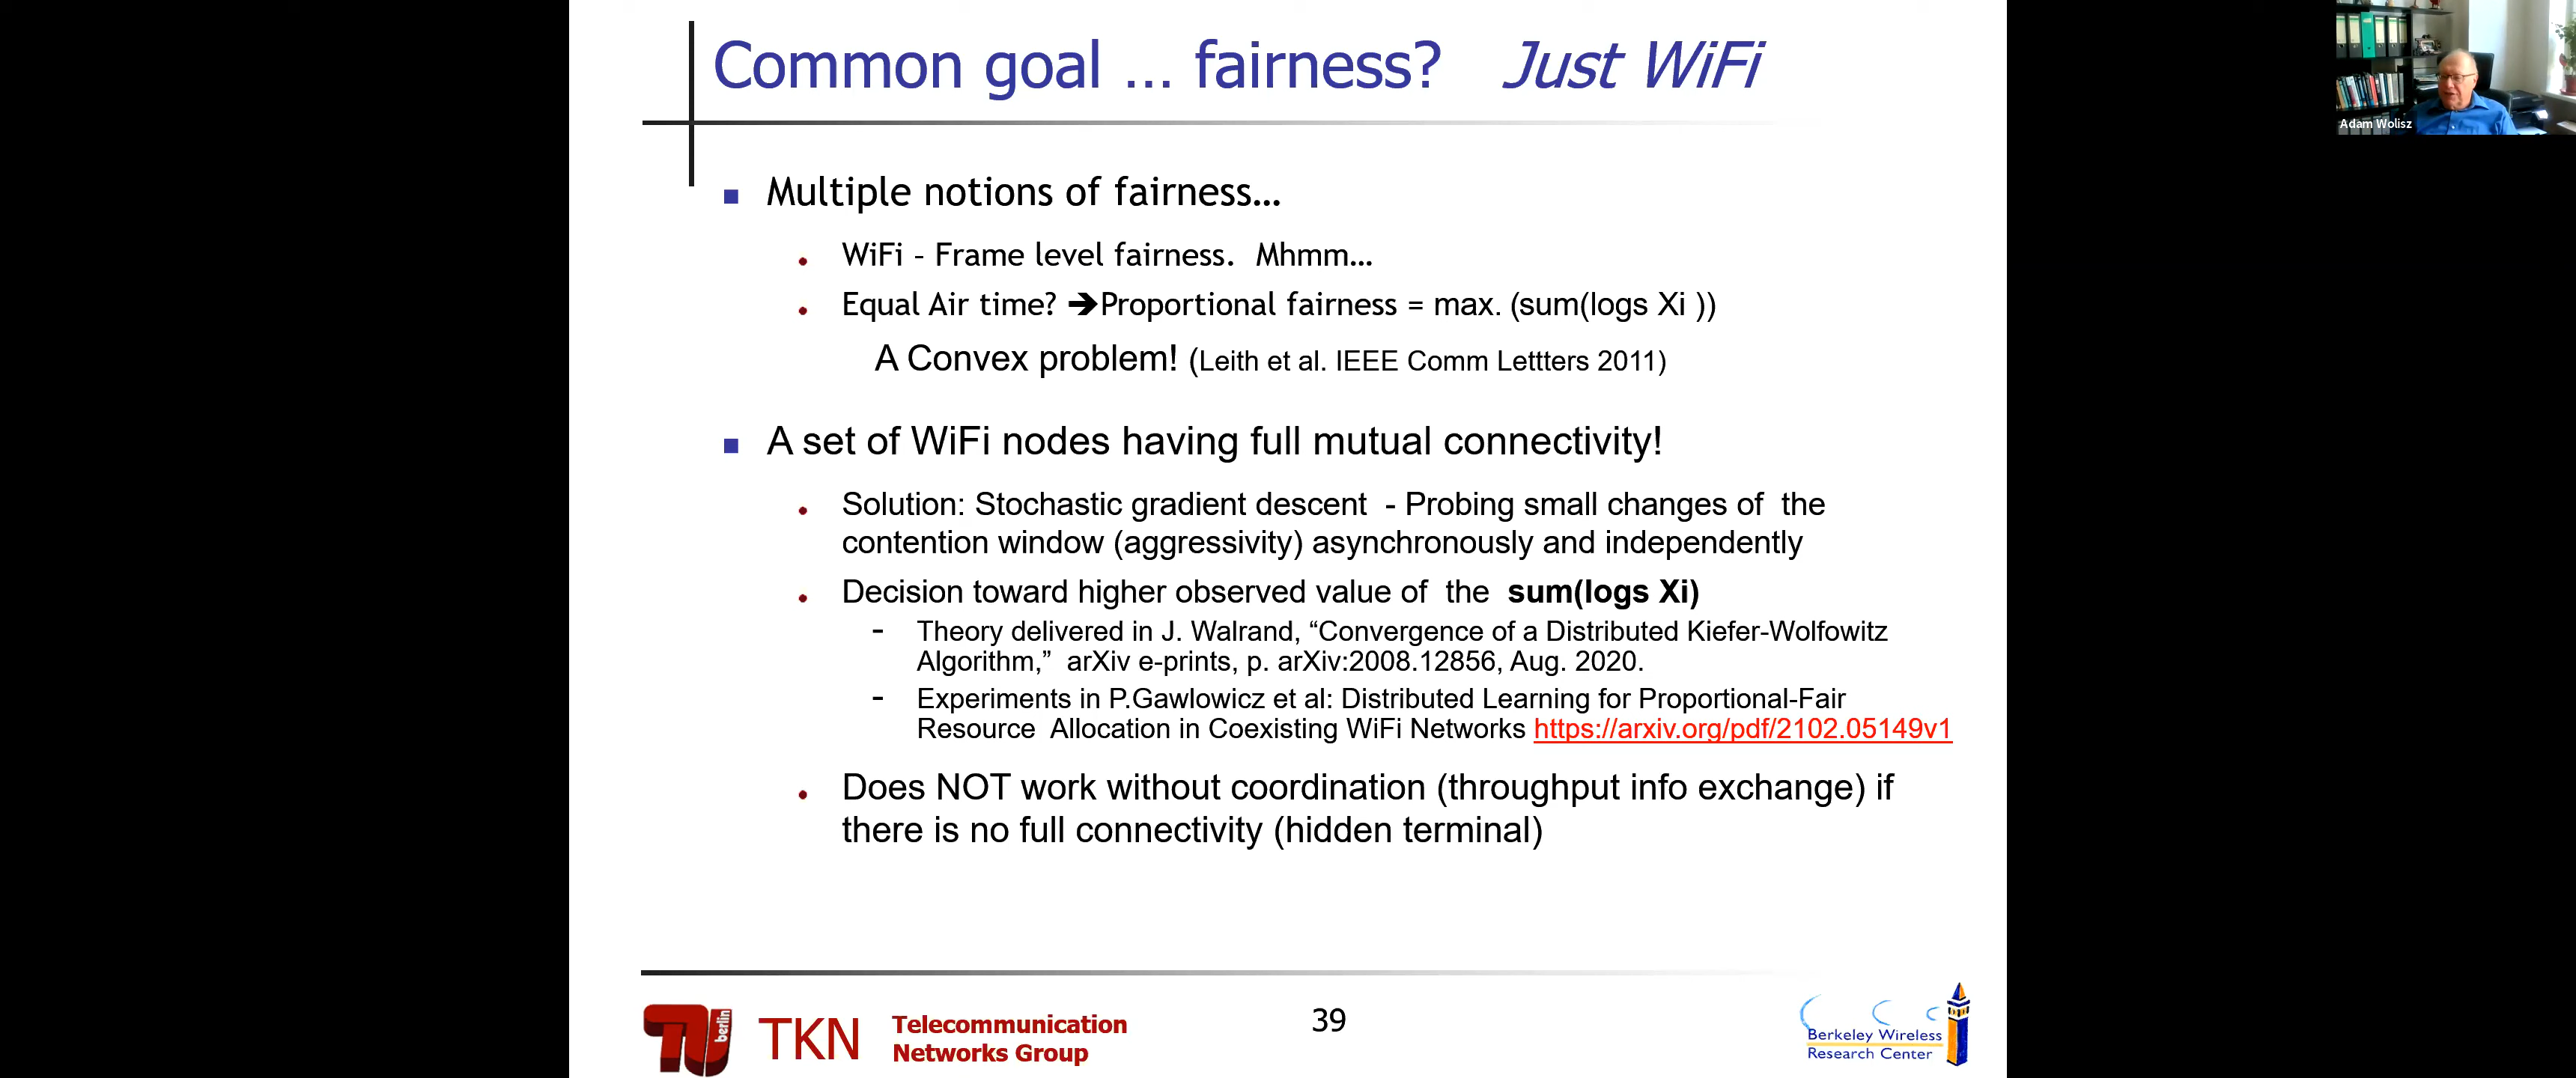 Common goal … fairness? Just WiFi
Adam Wolisz
Multiple notions of fairness…
WiFi – Frame level fairness. Mhmm…
Equal Air time? ➔Proportional fairness = max. (sum(logs Xi ))
A Convex problem! (Leith et al. IEEE Comm Lettters 2011)
A set of WiFi nodes having full mutual connectivity!
Solution: Stochastic gradient descent - Probing small changes of the
contention window (aggressivity) asynchronously and independently
Decision toward higher observed value of the sum(logs Xi)
- Theory delivered in J. Walrand, “Convergence of a Distributed Kiefer-Wolfowitz
Algorithm,” arXiv e-prints, p. arXiv:2008.12856, Aug. 2020.
- Experiments in P.Gawlowicz et al: Distributed Learning for Proportional-Fair
Resource Allocation in Coexisting WiFi Networks https://arxiv.org/pdf/2102.05149v1
Does NOT work without coordination (throughput info exchange) if
there is no full connectivity (hidden terminal)
berlin
TKN
Telecommunication
Networks Group
39
Berkeley Wireless
Research Center